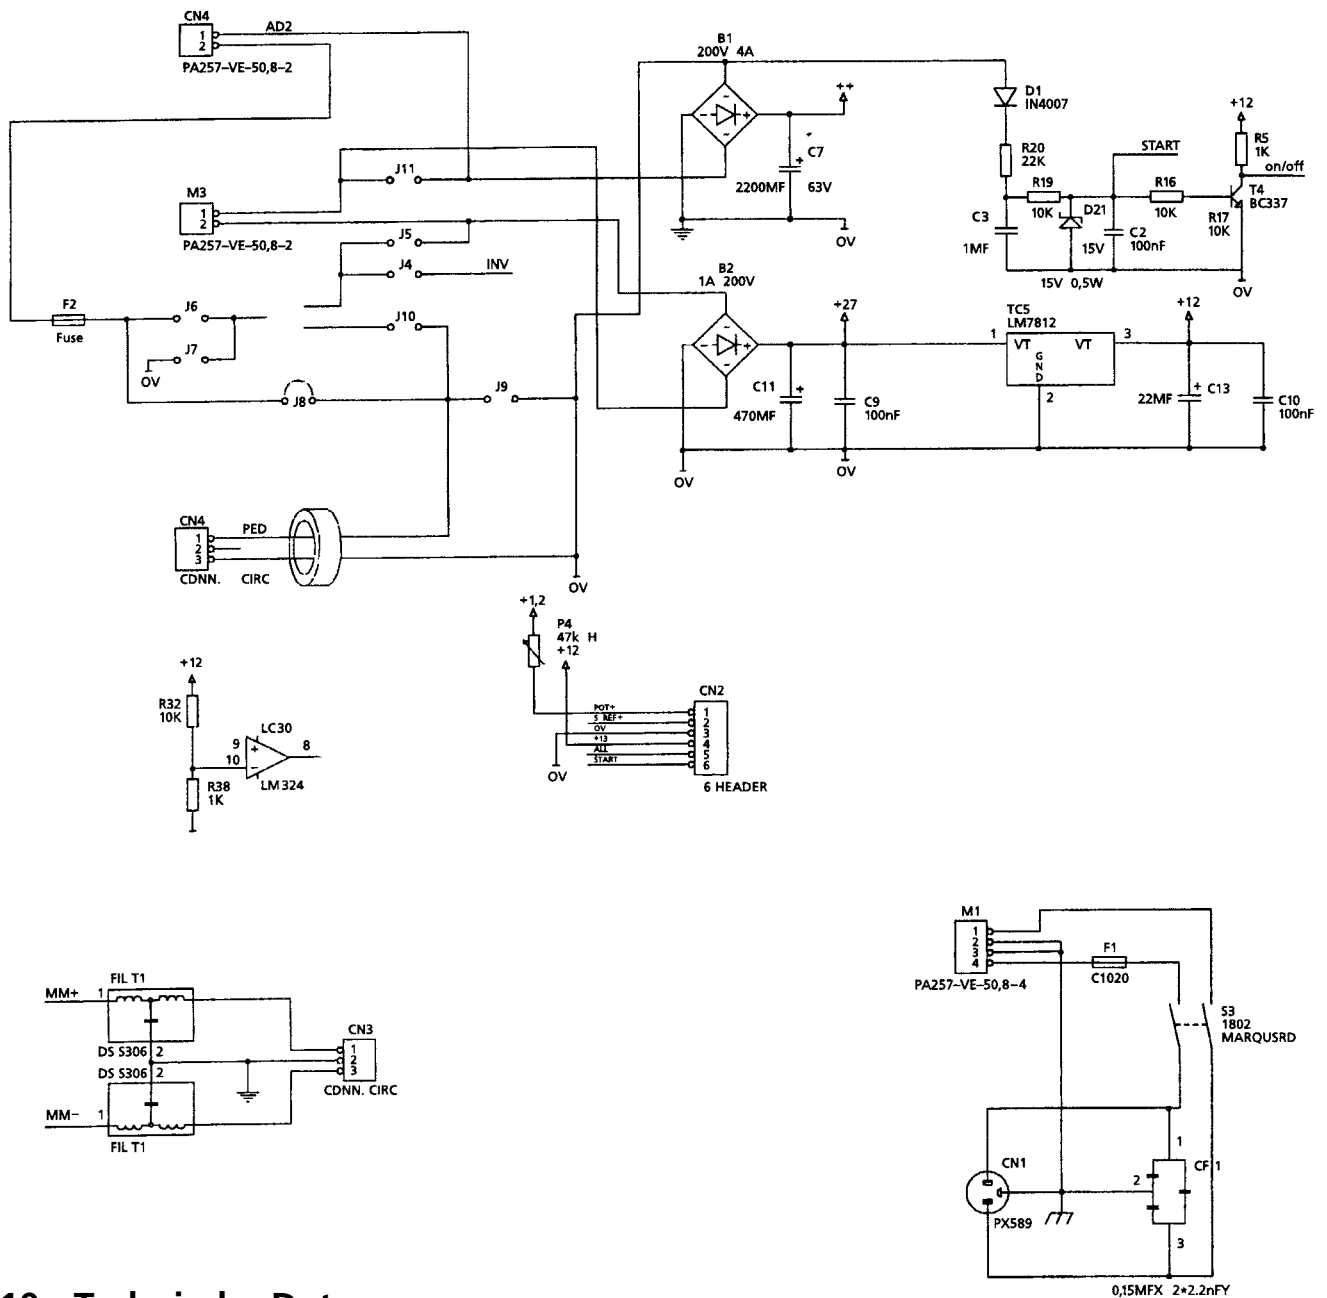 CN4
AD2
1
2
PA257-VE-50,8-2
B1
200V 4A
++
D1
IN4007
+12
R20
22K
START
R5
1K
on/off
J11
C7
2200MF 63V
M3
1
2
PA257-VE-50,8-2
R19
10K
R16
10K
T4
BC337
R17
10K
C3
1MF
D21
15V
C2
100nF
15V 0,5W
0V
0V
J5
J4
INV
B2
1A 200V
+27
TC5
LM7812
+12
F2
Fuse
J6
J10
J7
0V
1
VT
VT
3
G
N
D
2
J9
J8
C11
470MF
C9
100nF
22MF
C13
C10
100nF
0V
0V
CN4
PED
1
2
3
CDNN.
CIRC
0V
+1,2
P4
47k H
+12
+12
R32
10K
LC30
9
10
8
R38
1K
LM324
CN2
POT+
1
S REF+
2
0V
3
+13
4
ALL
5
START
6
0V
6 HEADER
M1
1
2
3
4
F1
C1020
PA257-VE-50,8-4
S3
1802
MARQUSRD
FIL T1
MM+
1
DS S306
2
CN3
1
2
3
DS S306
2
CDNN. CIRC
MM-
1
FIL T1
CN1
1
2
CF 1
PX589
3
0,15MFX 2*2.2nFY